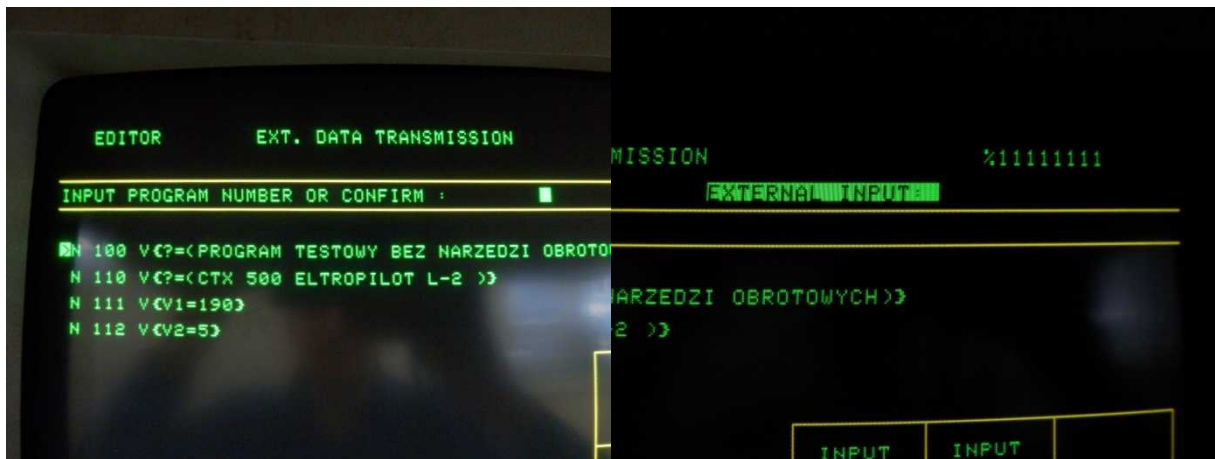 EDITOR EXT. DATA TRANSMISSION
INPUT PROGRAM NUMBER OR CONFIRM :
N 100 V{?=(PROGRAM TESTOWY BEZ NARZEDZI OBROTO
N 110 V{?=(CTX 500 ELTROPILOT L-2 )}
N 111 V{V1=190}
N 112 V{V2=5}
MISSION %11111111
EXTERNAL INPUT:
NARZEDZI OBROTOWYCH)}
-2 )}
INPUT INPUT